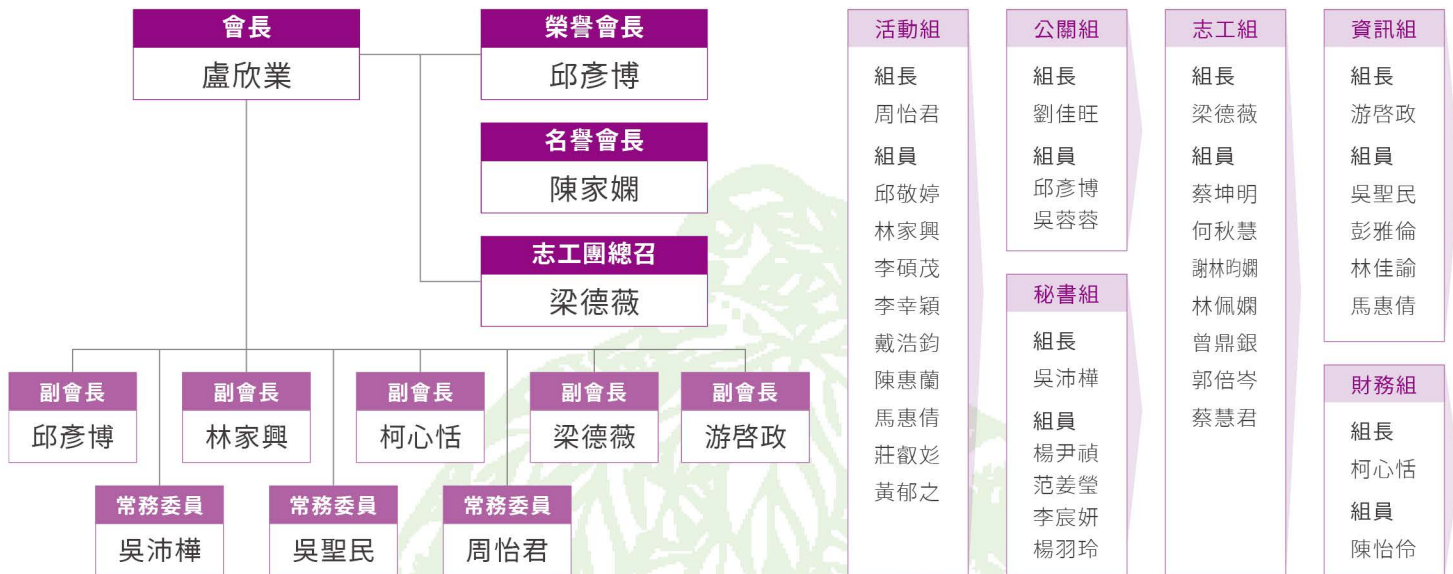 會長
盧欣業
榮譽會長
邱彥博
名譽會長
陳家嫻
志工團總召
梁德薇
副會長
邱彥博
副會長
林家興
副會長
柯心恬
副會長
梁德薇
副會長
游啓政
常務委員
吳沛樺
常務委員
吳聖民
常務委員
周怡君
活動組
組長
周怡君
組員
邱敬婷
林家興
李碩茂
李幸穎
戴浩鈞
陳惠蘭
馬惠倩
莊叡彣
黃郁之
公關組
組長
劉佳旺
組員
邱彥博
吳蓉蓉
秘書組
組長
吳沛樺
組員
楊尹禎
范姜瑩
李宸妍
楊羽玲
志工組
組長
梁德薇
組員
蔡坤明
何秋慧
謝林昀嫻
林佩嫻
曾鼎銀
郭倍岑
蔡慧君
資訊組
組長
游啓政
組員
吳聖民
彭雅倫
林佳諭
馬惠倩
財務組
組長
柯心恬
組員
陳怡伶